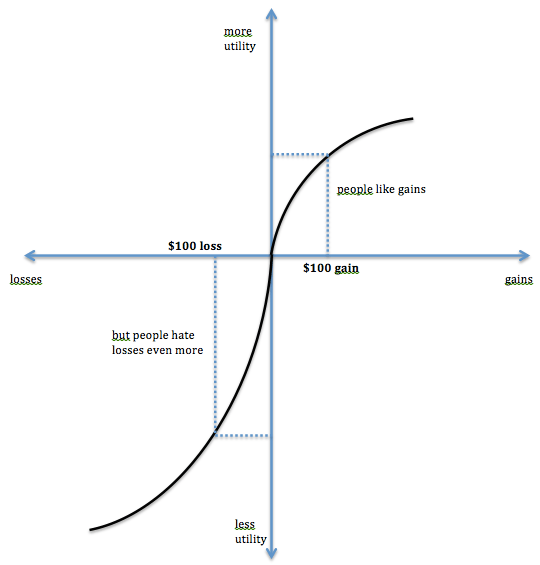 more
utility
people like gains
$100 loss
$100 gain
losses
gains
but people hate
losses even more
less
utility